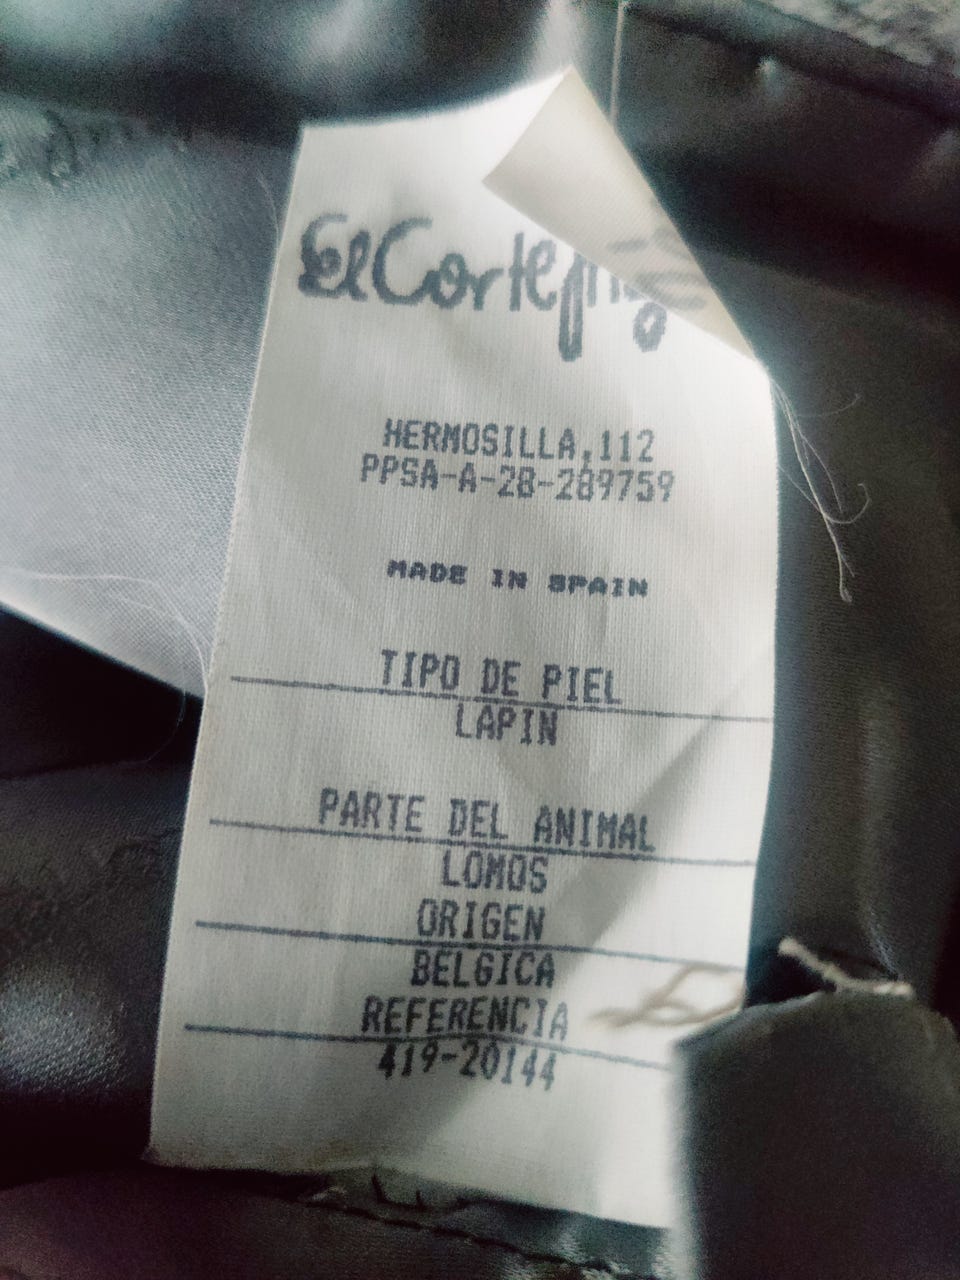 El Corte
HERMOSILLA,112
PPSA-A-28-289759
MADE IN SPAIN
TIPO DE PIEL
LAPIN
PARTE DEL ANIMAL
LOMOS
ORIGEN
BELGICA
REFERENCIA
419-20144